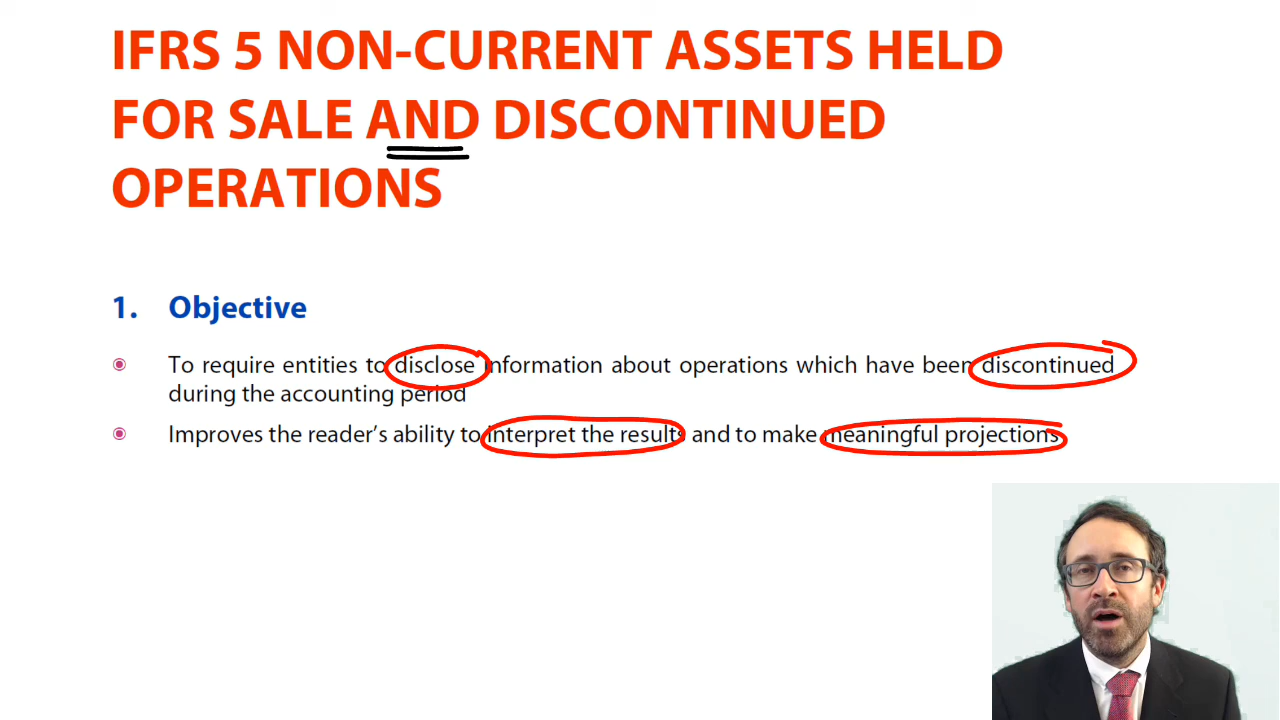 IFRS 5 NON-CURRENT ASSETS HELD
FOR SALE AND DISCONTINUED
OPERATIONS
1. Objective
To require entities to disclose information about operations which have been discontinued
during the accounting period
Improves the reader's ability to interpret the results and to make meaningful projections